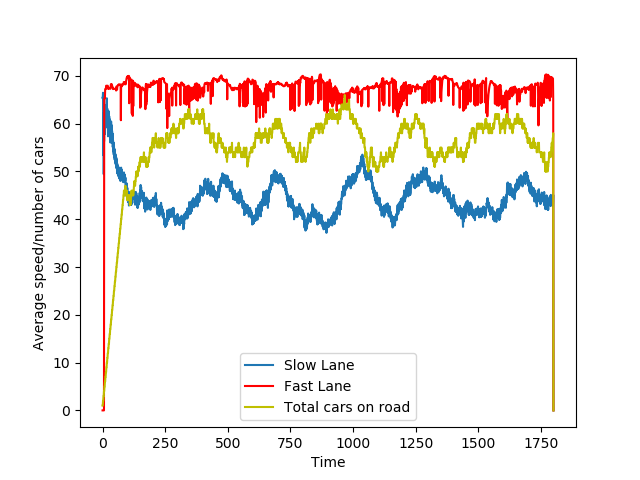 70
60
50
40
30
20
10
0
Average speed/number of cars
Slow Lane
Fast Lane
Total cars on road
0 250 500 750 1000 1250 1500 1750
Time